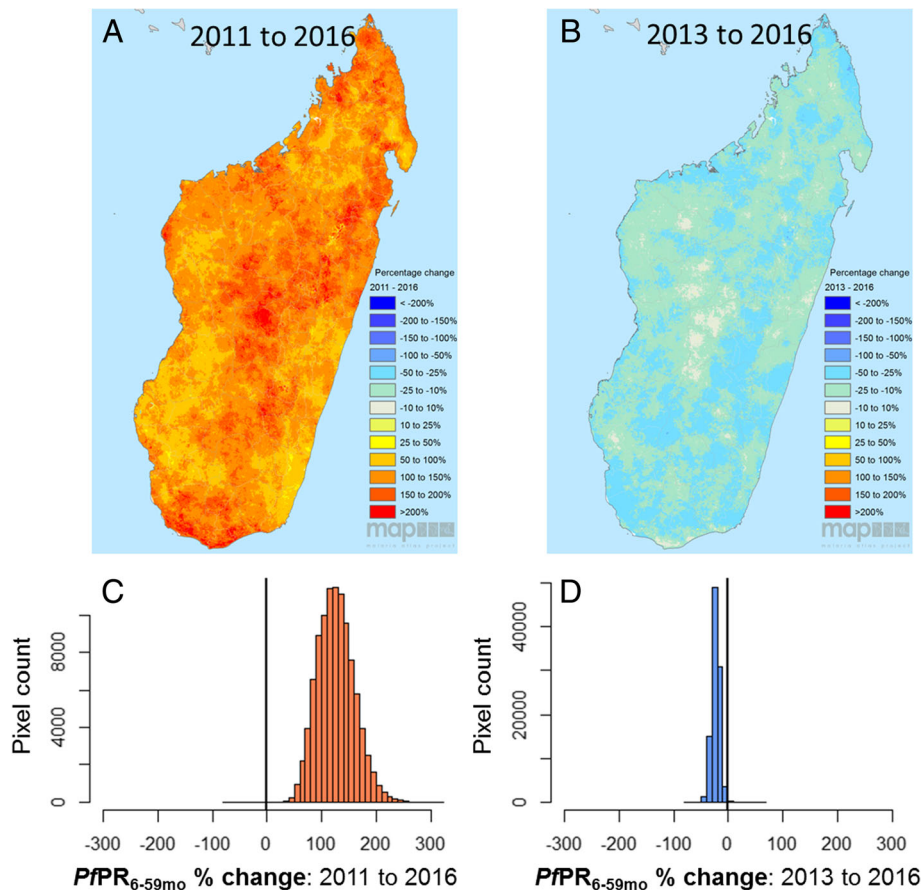 A
2011 to 2016
Percentage change
2011 - 2016
< -200%
-200 to -150%
-150 to -100%
-100 to -50%
-50 to -25%
-25 to -10%
-10 to 10%
10 to 25%
25 to 50%
50 to 100%
100 to 150%
150 to 200%
>200%
map
malaria atlas project
B
2013 to 2016
Percentage change
2013 - 2016
< -200%
-200 to -150%
-150 to -100%
-100 to -50%
-50 to -25%
-25 to -10%
-10 to 10%
10 to 25%
25 to 50%
50 to 100%
100 to 150%
150 to 200%
>200%
map
malaria atlas project
C
Pixel count
8000
4000
0
-300 -200 -100 0 100 200 300
PfPR6-59mo % change: 2011 to 2016
D
Pixel count
40000
20000
0
-300 -200 -100 0 100 200 300
PfPR6-59mo % change: 2013 to 2016